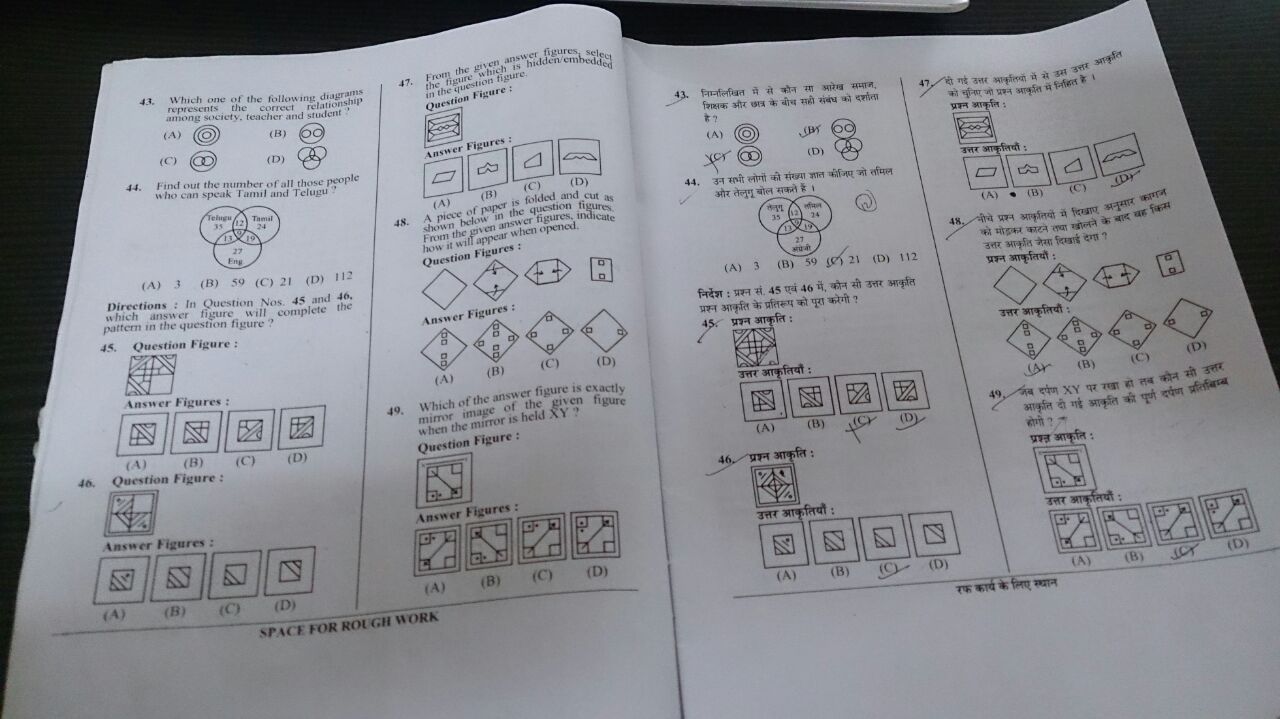 43. Which one of the following diagrams
represents the correct relationship
among society, teacher and student ?
(A) (B)
(C) (D)
44. Find out the number of all those people
who can speak Tamil and Telugu ?
Telugu Tamil
35 12 24
13 19
27
Eng
(A) 3 (B) 59 (C) 21 (D) 112
Directions : In Question Nos. 45 and 46,
which answer figure will complete the
pattern in the question figure ?
45. Question Figure :
Answer Figures :
(A) (B) (C) (D)
46. Question Figure :
Answer Figures :
(A) (B) (C) (D)
47. From the given answer figures, select
the figure which is hidden/embedded
in the question figure.
Question Figure :
Answer Figures :
(A) (B) (C) (D)
48. A piece of paper is folded and cut as
shown below in the question figures.
From the given answer figures, indicate
how it will appear when opened.
Question Figures :
Answer Figures :
(A) (B) (C) (D)
49. Which of the answer figure is exactly
mirror image of the given figure
when the mirror is held XY ?
Question Figure :
Answer Figures :
(A) (B) (C) (D)
SPACE FOR ROUGH WORK
43. निम्नलिखित में से कौन सा आरेख समाज,
शिक्षक और छात्र के बीच सही संबंध को दर्शाता
है ?
(A) (B)
(C) (D)
44. उन सभी लोगों की संख्या ज्ञात कीजिए जो तमिल
और तेलुगु बोल सकते हैं ।
तेलुगु तमिल
35 12 24
13 19
27
अंग्रेजी
(A) 3 (B) 59 (C) 21 (D) 112
निर्देश : प्रश्न सं. 45 एवं 46 में, कौन सी उत्तर आकृति
प्रश्न आकृति के प्रतिरूप को पूरा करेगी ?
45. प्रश्न आकृति :
उत्तर आकृतियाँ :
(A) (B) (C) (D)
46. प्रश्न आकृति :
उत्तर आकृतियाँ :
(A) (B) (C) (D)
47. दी गई उत्तर आकृतियों में से उस उत्तर आकृति
को चुनिए जो प्रश्न आकृति में निहित है ।
प्रश्न आकृति :
उत्तर आकृतियाँ :
(A) (B) (C) (D)
48. नीचे प्रश्न आकृतियों में दिखाए अनुसार कागज
को मोड़कर काटने तथा खोलने के बाद वह किस
उत्तर आकृति जैसा दिखाई देगा ?
प्रश्न आकृतियाँ :
उत्तर आकृतियाँ :
(A) (B) (C) (D)
49. जब दर्पण XY पर रखा हो तब कौन सी उत्तर
आकृति दी गई आकृति की पूर्ण दर्पण प्रतिबिम्ब
होगी ?
प्रश्न आकृति :
उत्तर आकृतियाँ :
(A) (B) (C) (D)
रफ कार्य के लिए स्थान